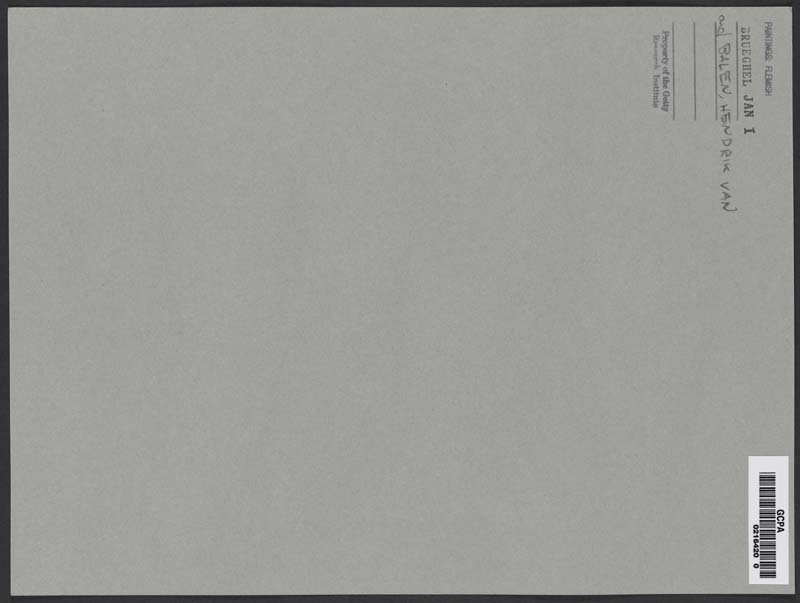 PAINTINGS: FLEMISH
BRUEGHEL JAN I
and BALEN, HENDRIK VAN
Property of the Getty
Research Institute
GCPA
0216420 0